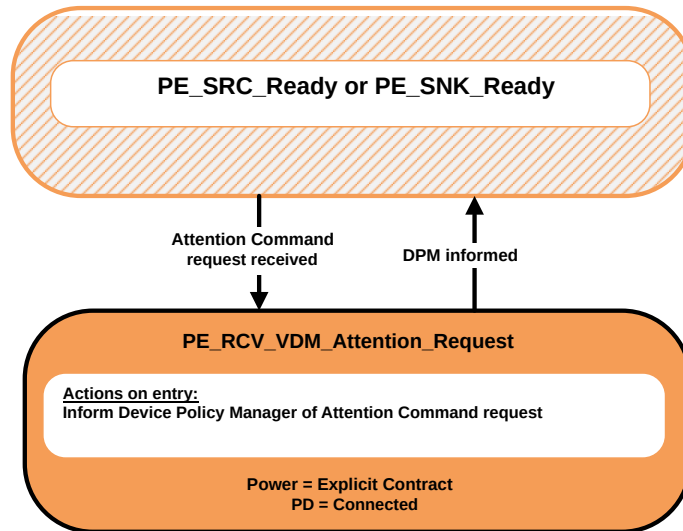 PE_SRC_Ready or PE_SNK_Ready
Attention Command
request received
DPM informed
PE_RCV_VDM_Attention_Request
Actions on entry:
Inform Device Policy Manager of Attention Command request
Power = Explicit Contract
PD = Connected